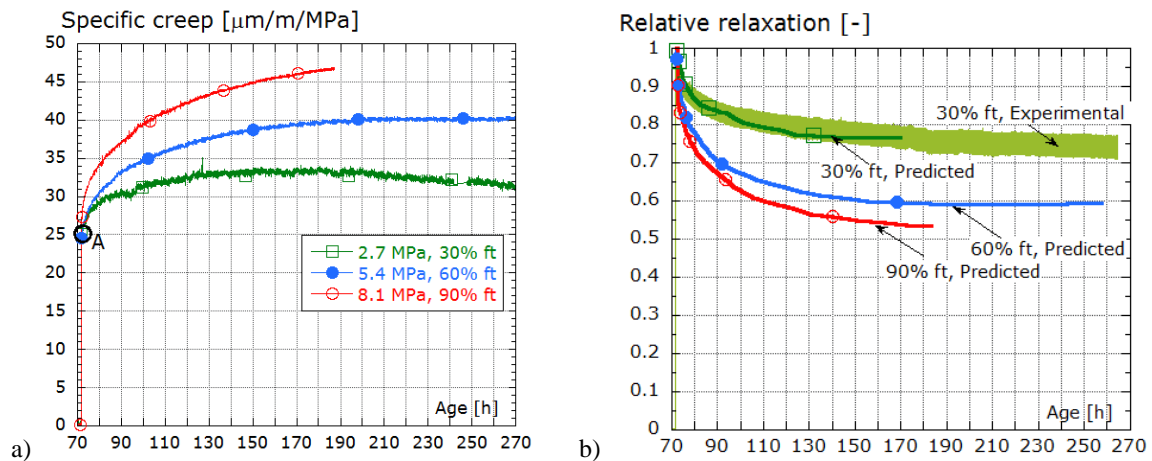 Specific creep [μm/m/MPa]
50
45
40
35
30
25
20
15
10
5
0
A
2.7 MPa, 30% ft
5.4 MPa, 60% ft
8.1 MPa, 90% ft
Age [h]
70 90 110 130 150 170 190 210 230 250 270
a)
Relative relaxation [-]
1
0.9
0.8
0.7
0.6
0.5
0.4
0.3
0.2
0.1
0
30% ft, Experimental
30% ft, Predicted
60% ft, Predicted
90% ft, Predicted
Age [h]
70 90 110 130 150 170 190 210 230 250 270
b)